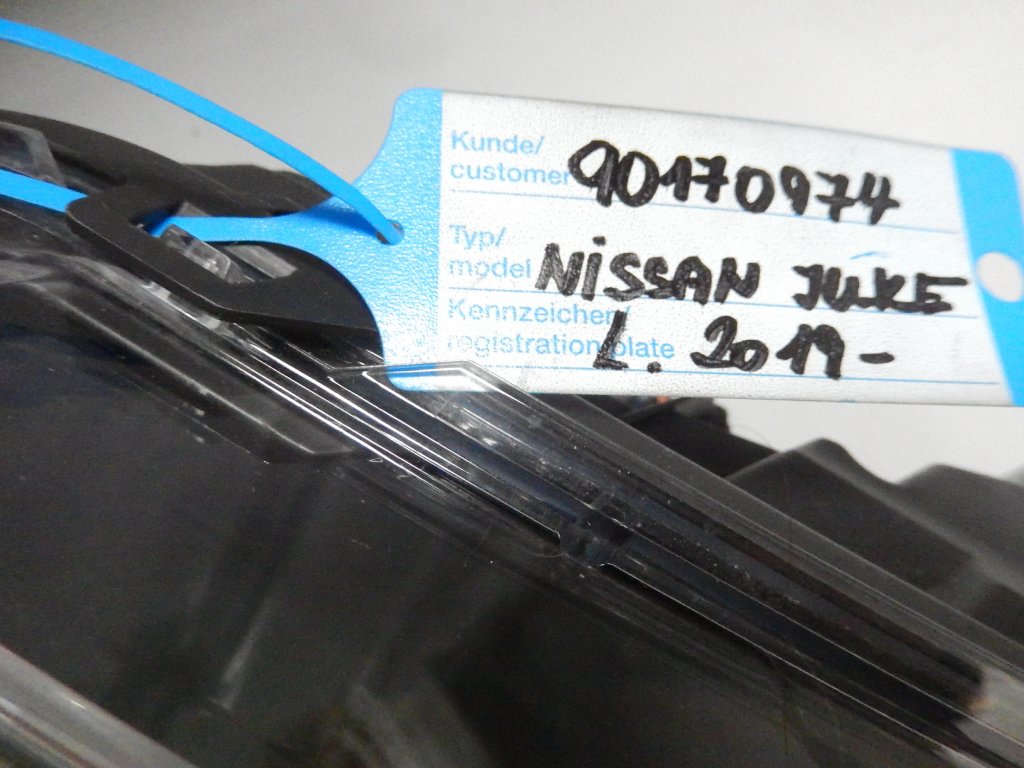 Kunde/
customer 90170974
Typ/
model NISSAN JUKE
Kennzeichen/
registration plate L. 2019-